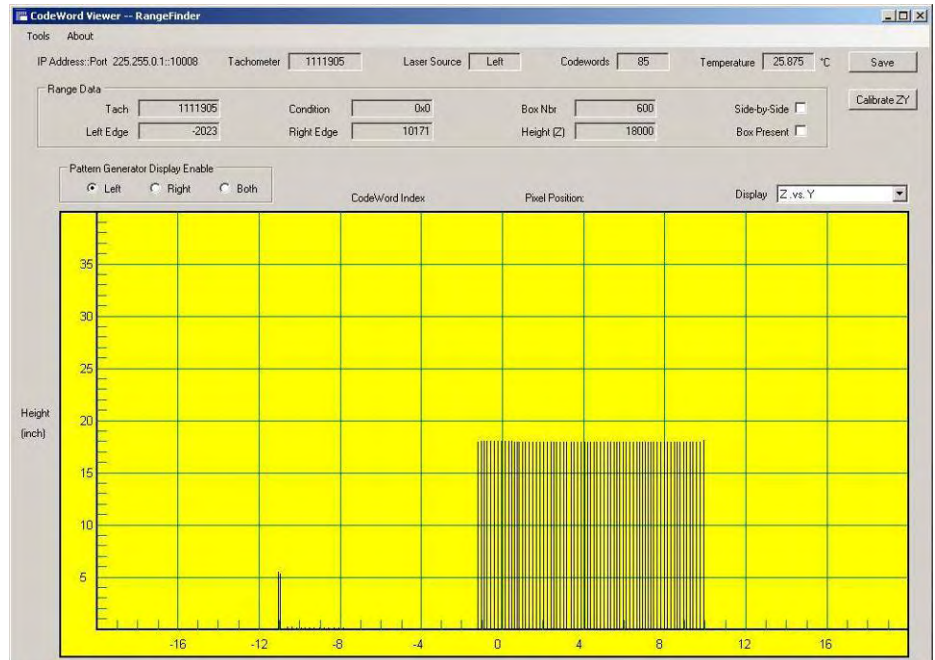 CodeWord Viewer -- RangeFinder
Tools About
IP Address::Port 225.255.0.1::10008 Tachometer 1111905 Laser Source Left Codewords 85 Temperature 25.875 °C Save
Range Data
Calibrate ZY
Tach 1111905 Condition 0x0 Box Nbr 600 Side-by-Side
Left Edge -2023 Right Edge 10171 Height (Z) 18000 Box Present
Pattern Generator Display Enable
Left Right Both
CodeWord Index Pixel Position: Display Z .vs. Y
35
30
25
Height
(inch)
20
15
10
5
-16 -12 -8 -4 0 4 8 12 16